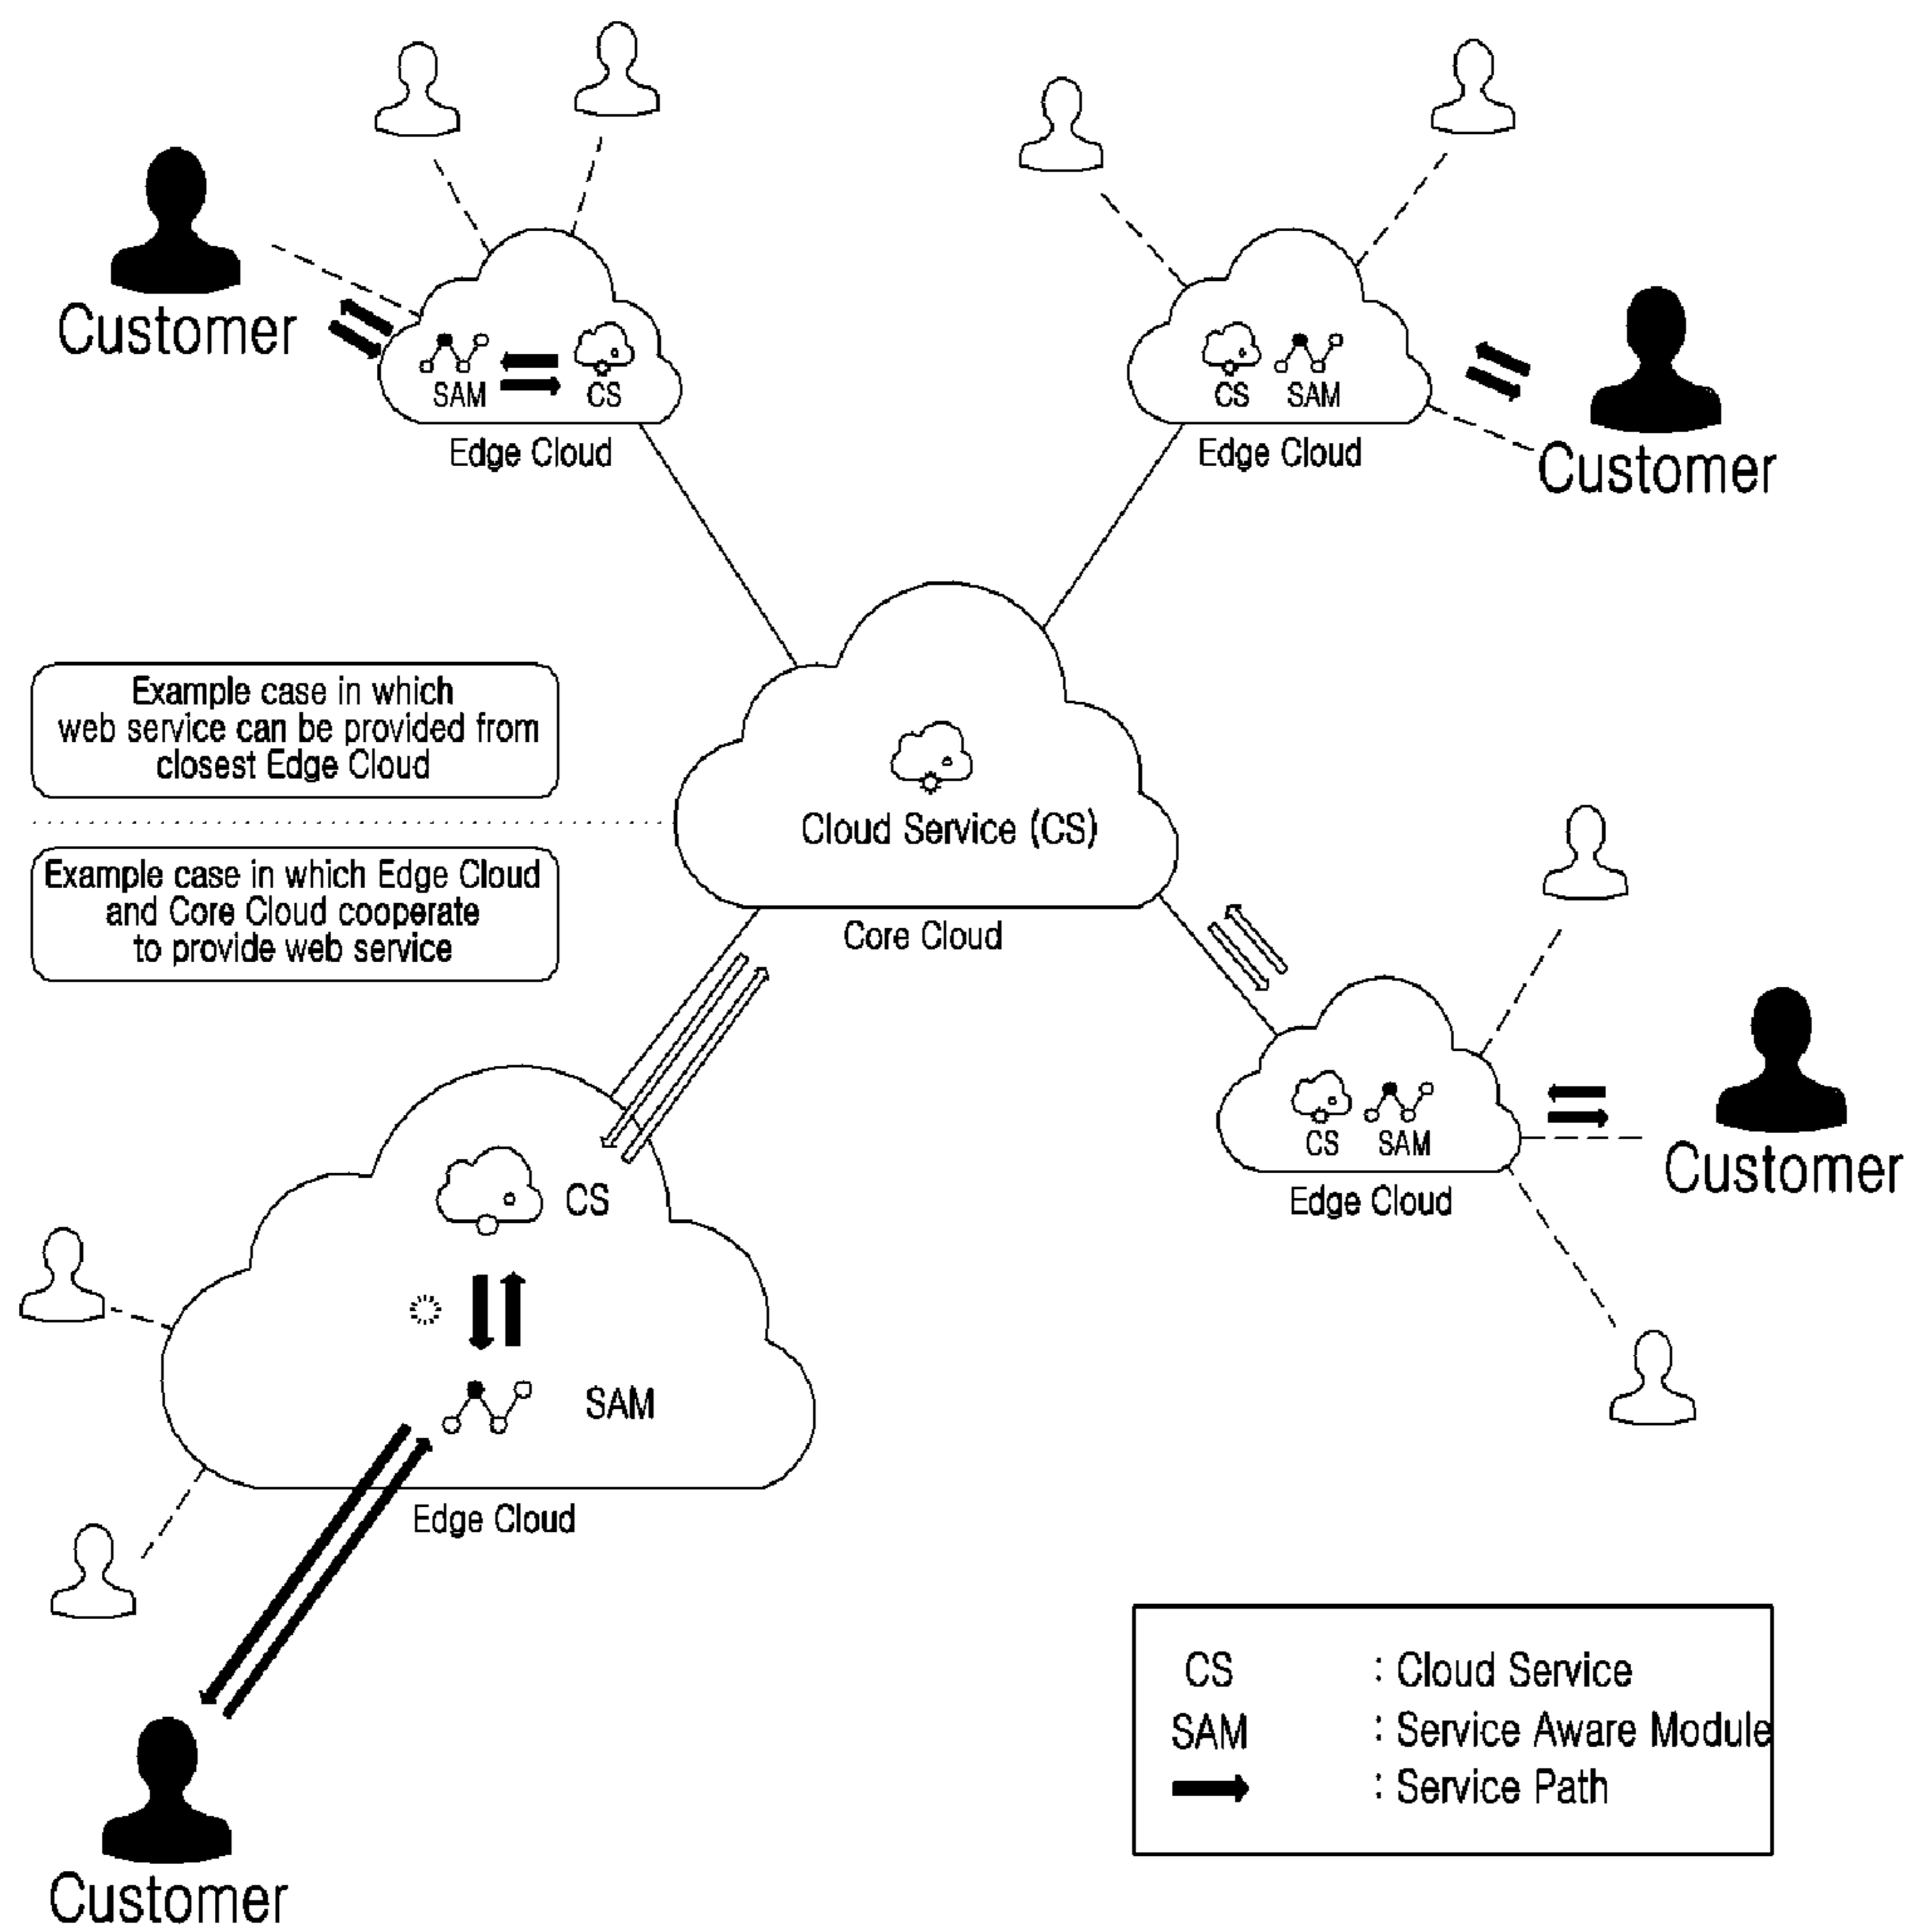 Customer
SAM
CS
Edge Cloud
CS
SAM
Edge Cloud
Customer
Example case in which
web service can be provided from
closest Edge Cloud
Cloud Service (CS)
Core Cloud
Example case in which Edge Cloud
and Core Cloud cooperate
to provide web service
CS
SAM
Edge Cloud
Customer
CS
SAM
Edge Cloud
Customer
CS : Cloud Service
SAM : Service Aware Module
: Service Path